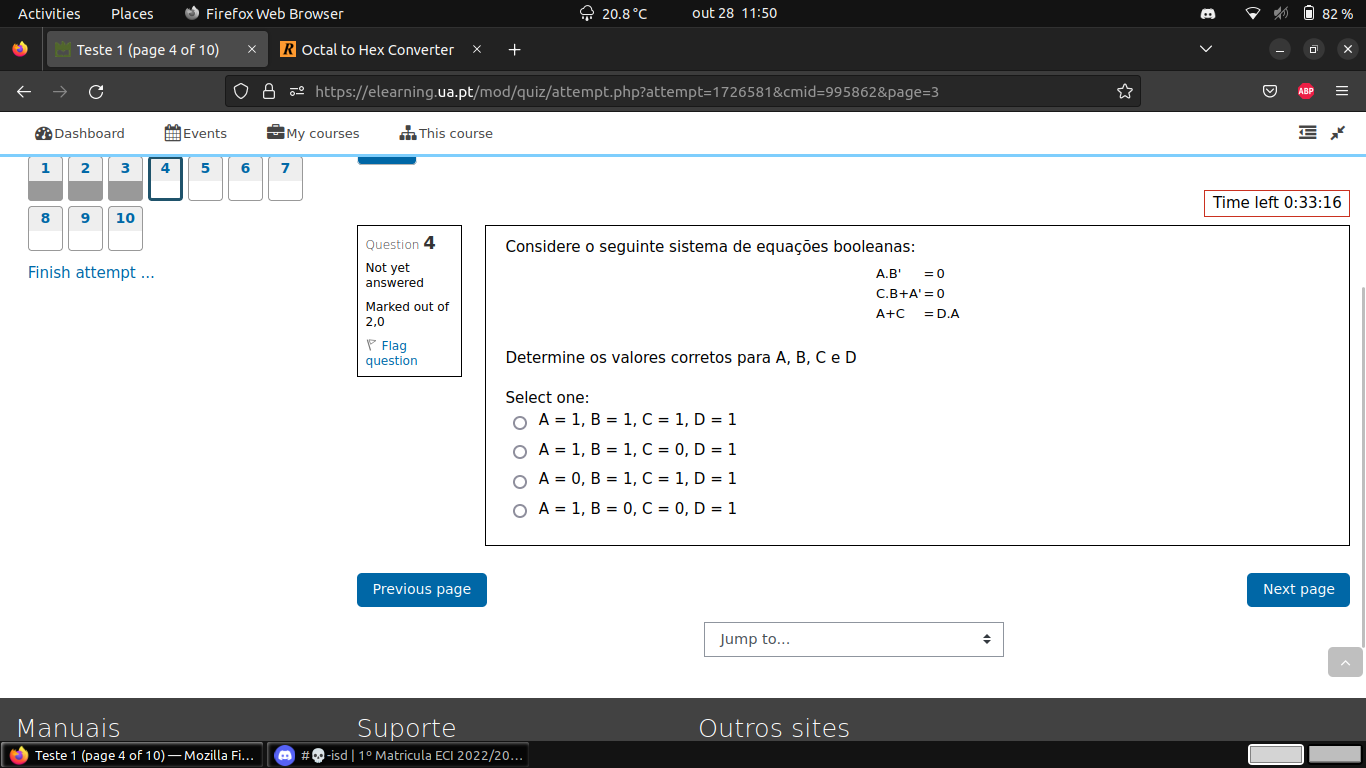 Activities Places Firefox Web Browser 20.8 °C out 28 11:50 82 %
Teste 1 (page 4 of 10) × R Octal to Hex Converter × +
https://elearning.ua.pt/mod/quiz/attempt.php?attempt=1726581&cmid=995862&page=3 ABP
Dashboard Events My courses This course
1 2 3 4 5 6 7
8 9 10
Finish attempt ...
Time left 0:33:16
Question 4
Not yet
answered
Marked out of
2,0
Flag
question
Considere o seguinte sistema de equações booleanas:
A.B' = 0
C.B+A' = 0
A+C = D.A
Determine os valores corretos para A, B, C e D
Select one:
A = 1, B = 1, C = 1, D = 1
A = 1, B = 1, C = 0, D = 1
A = 0, B = 1, C = 1, D = 1
A = 1, B = 0, C = 0, D = 1
Previous page Next page
Jump to...
Manuais Suporte Outros sites
Teste 1 (page 4 of 10) — Mozilla Fi... #💀-isd | 1º Matricula ECI 2022/20...